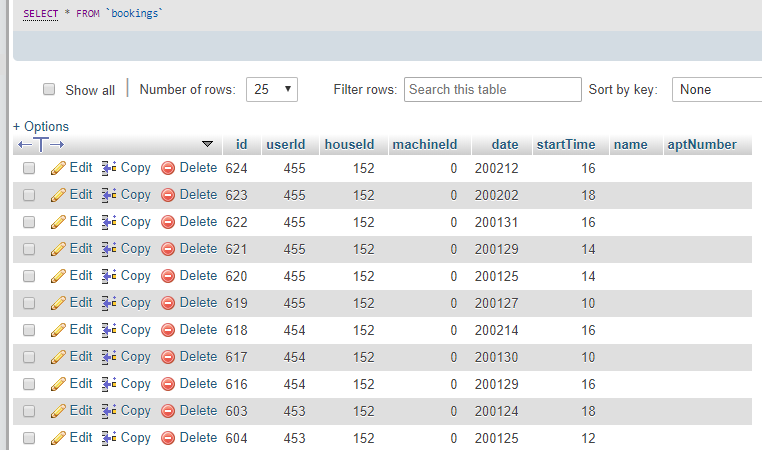 SELECT * FROM `bookings`
Show all Number of rows: 25 Filter rows: Search this table Sort by key: None
+ Options
←T→ id userId houseId machineId date startTime name aptNumber
Edit Copy Delete 624 455 152 0 200212 16
Edit Copy Delete 623 455 152 0 200202 18
Edit Copy Delete 622 455 152 0 200131 16
Edit Copy Delete 621 455 152 0 200129 14
Edit Copy Delete 620 455 152 0 200125 14
Edit Copy Delete 619 455 152 0 200127 10
Edit Copy Delete 618 454 152 0 200214 16
Edit Copy Delete 617 454 152 0 200130 10
Edit Copy Delete 616 454 152 0 200129 16
Edit Copy Delete 603 453 152 0 200124 18
Edit Copy Delete 604 453 152 0 200125 12